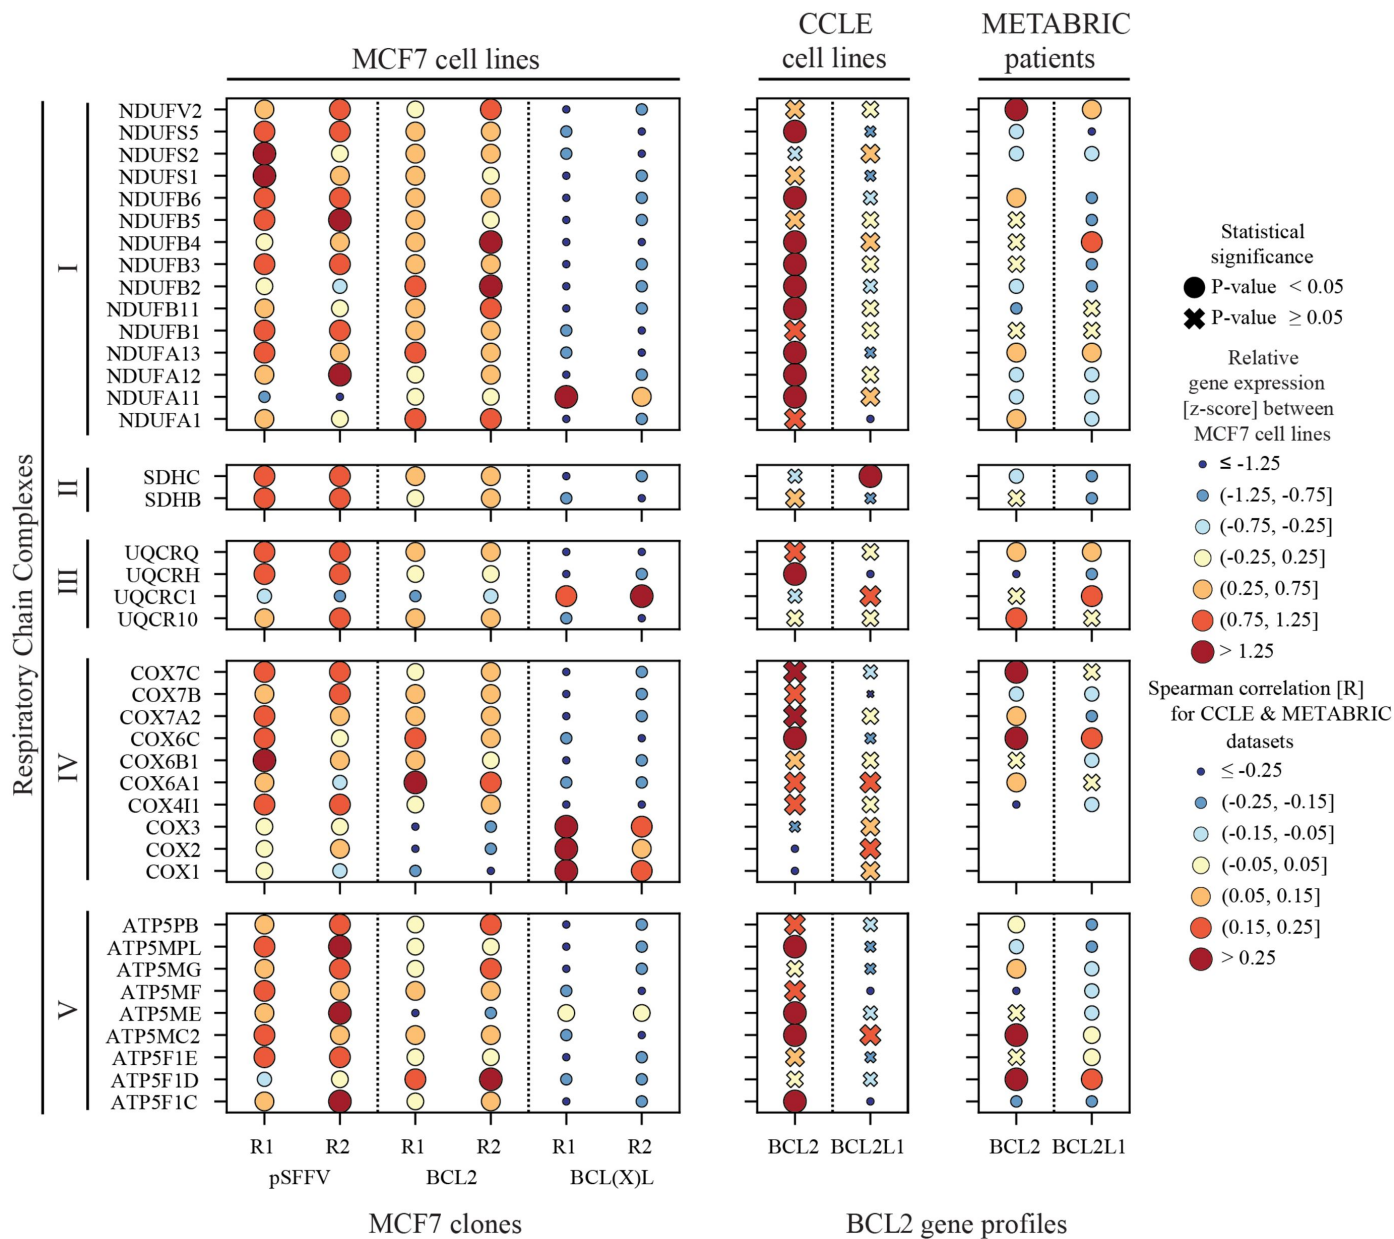 MCF7 cell lines
CCLE
cell lines
METABRIC
patients
Respiratory Chain Complexes
I
NDUFV2
NDUFS5
NDUFS2
NDUFS1
NDUFB6
NDUFB5
NDUFB4
NDUFB3
NDUFB2
NDUFB11
NDUFB1
NDUFA13
NDUFA12
NDUFA11
NDUFA1
II
SDHC
SDHB
III
UQCRQ
UQCRH
UQCRC1
UQCR10
IV
COX7C
COX7B
COX7A2
COX6C
COX6B1
COX6A1
COX4I1
COX3
COX2
COX1
V
ATP5PB
ATP5MPL
ATP5MG
ATP5MF
ATP5ME
ATP5MC2
ATP5F1E
ATP5F1D
ATP5F1C
R1 R2 R1 R2 R1 R2
pSFFV BCL2 BCL(X)L
MCF7 clones
BCL2 BCL2L1 BCL2 BCL2L1
BCL2 gene profiles
Statistical
significance
P-value < 0.05
P-value ≥ 0.05
Relative
gene expression
[z-score] between
MCF7 cell lines
≤ -1.25
(-1.25, -0.75]
(-0.75, -0.25]
(-0.25, 0.25]
(0.25, 0.75]
(0.75, 1.25]
> 1.25
Spearman correlation [R]
for CCLE & METABRIC
datasets
≤ -0.25
(-0.25, -0.15]
(-0.15, -0.05]
(-0.05, 0.05]
(0.05, 0.15]
(0.15, 0.25]
> 0.25